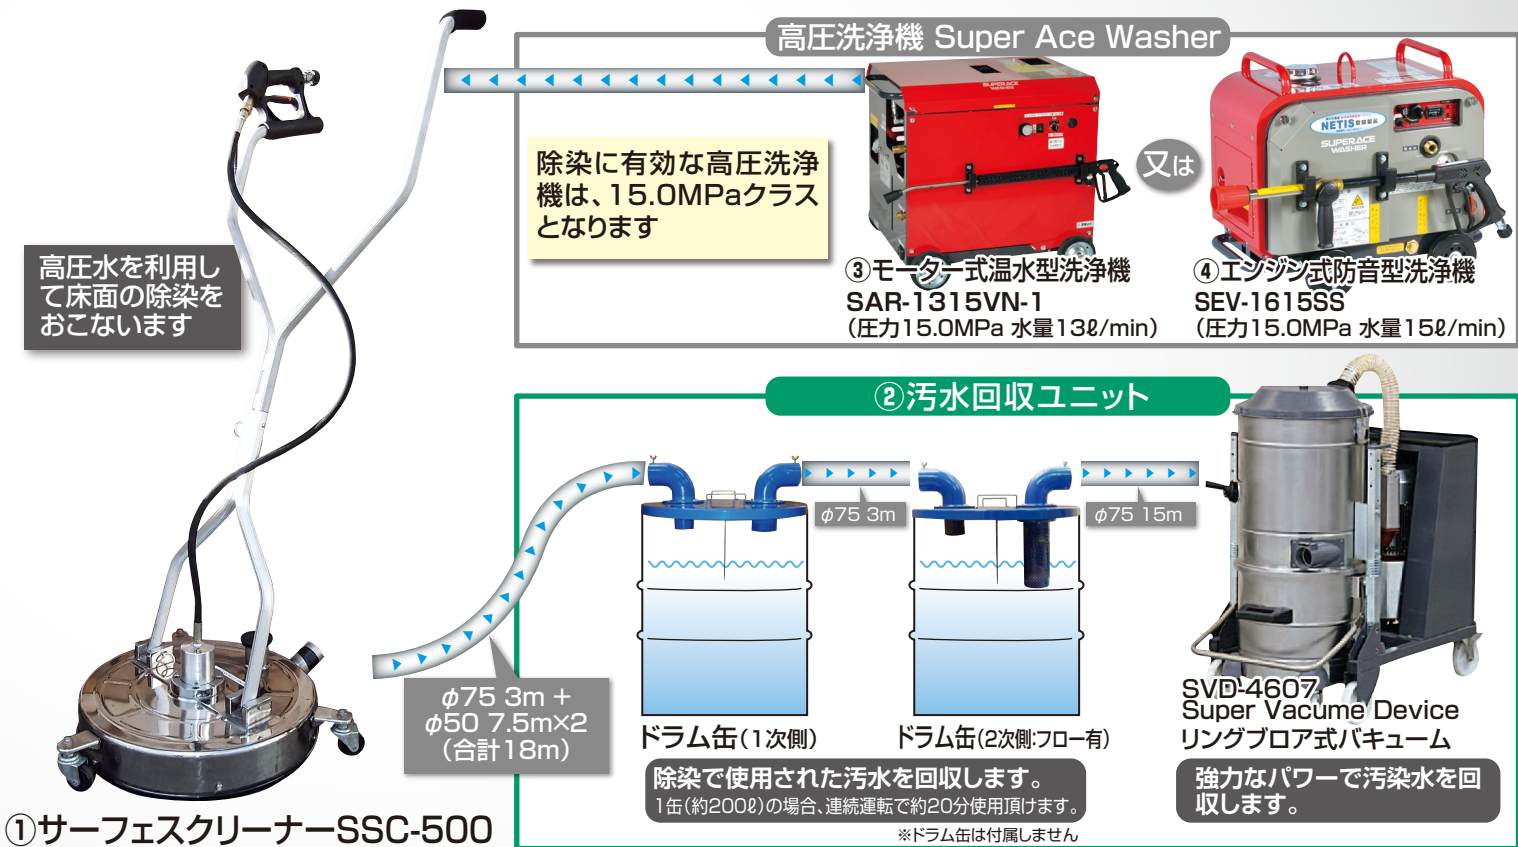 高圧洗浄機 Super Ace Washer
除染に有効な高圧洗浄
機は、15.0MPaクラス
となります
SUPERACE
WASHER
又は
NETIS登録製品
SUPERACE
WASHER
③モーター式温水型洗浄機
SAR-1315VN-1
（圧力15.0MPa 水量13ℓ/min）
④エンジン式防音型洗浄機
SEV-1615SS
（圧力15.0MPa 水量15ℓ/min）
高圧水を利用し
て床面の除染を
おこないます
②汚水回収ユニット
φ75 3m
φ75 15m
φ75 3m +
φ50 7.5m×2
（合計18m）
ドラム缶（1次側）
ドラム缶（2次側:フロー有）
SVD-4607
Super Vacume Device
リングブロア式バキューム
除染で使用された汚水を回収します。
1缶（約200ℓ）の場合、連続運転で約20分使用頂けます。
強力なパワーで汚染水を回
収します。
※ドラム缶は付属しません
①サーフェスクリーナーSSC-500